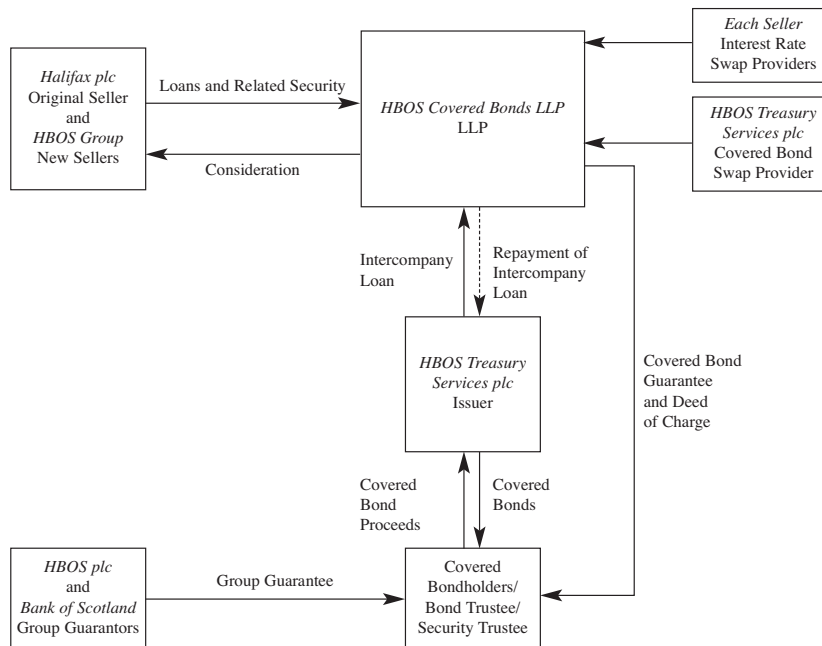 Each Seller
Interest Rate
Swap Providers
Halifax plc
Original Seller
and
HBOS Group
New Sellers
Loans and Related Security
Consideration
HBOS Covered Bonds LLP
LLP
HBOS Treasury
Services plc
Covered Bond
Swap Provider
Intercompany
Loan
Repayment of
Intercompany
Loan
HBOS Treasury
Services plc
Issuer
Covered Bond
Guarantee
and Deed
of Charge
Covered
Bond
Proceeds
Covered
Bonds
HBOS plc
and
Bank of Scotland
Group Guarantors
Group Guarantee
Covered
Bondholders/
Bond Trustee/
Security Trustee